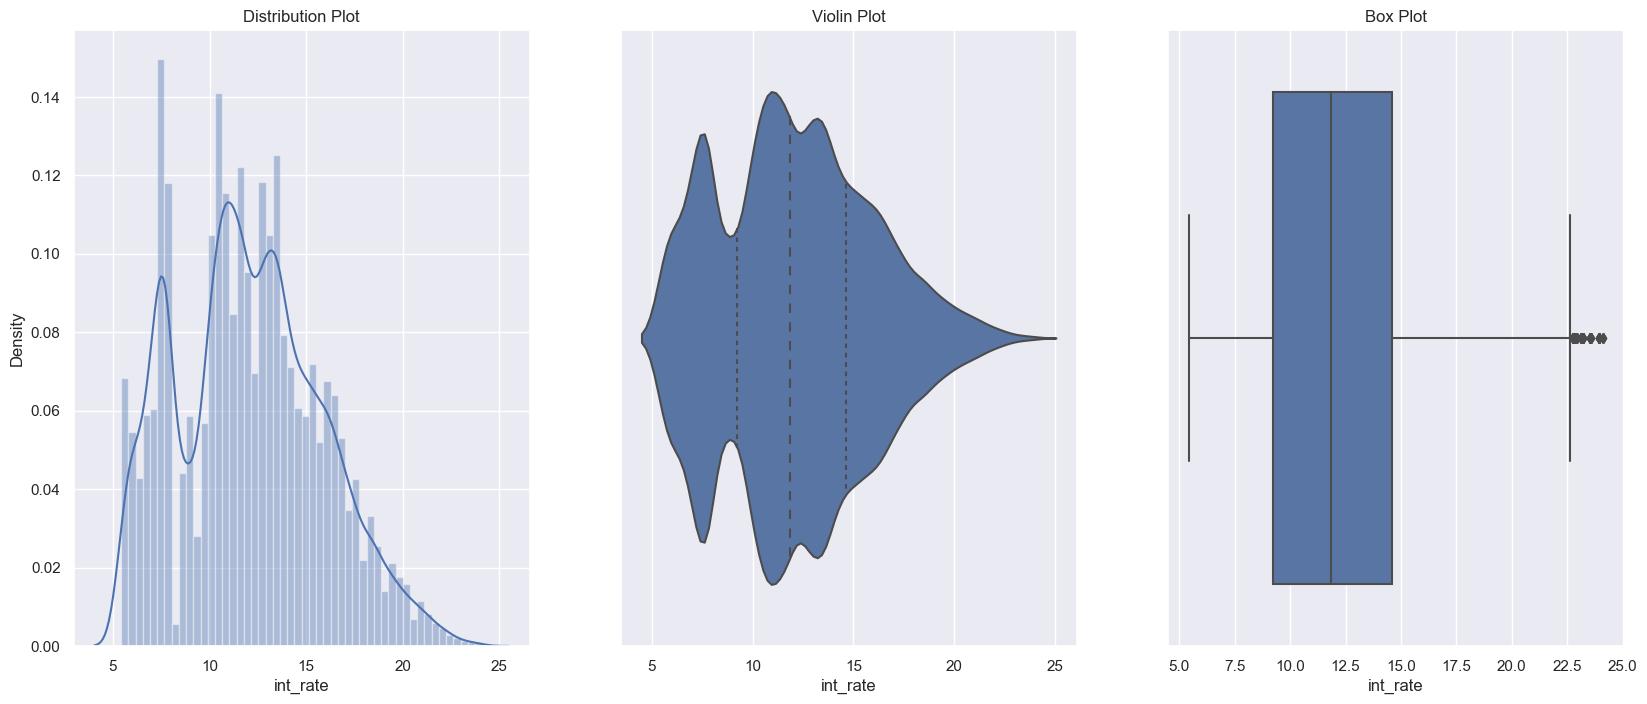 Distribution Plot
Violin Plot
Box Plot
Density
0.14
0.12
0.10
0.08
0.06
0.04
0.02
0.00
5 10 15 20 25
5 10 15 20 25
5.0 7.5 10.0 12.5 15.0 17.5 20.0 22.5 25.0
int_rate
int_rate
int_rate